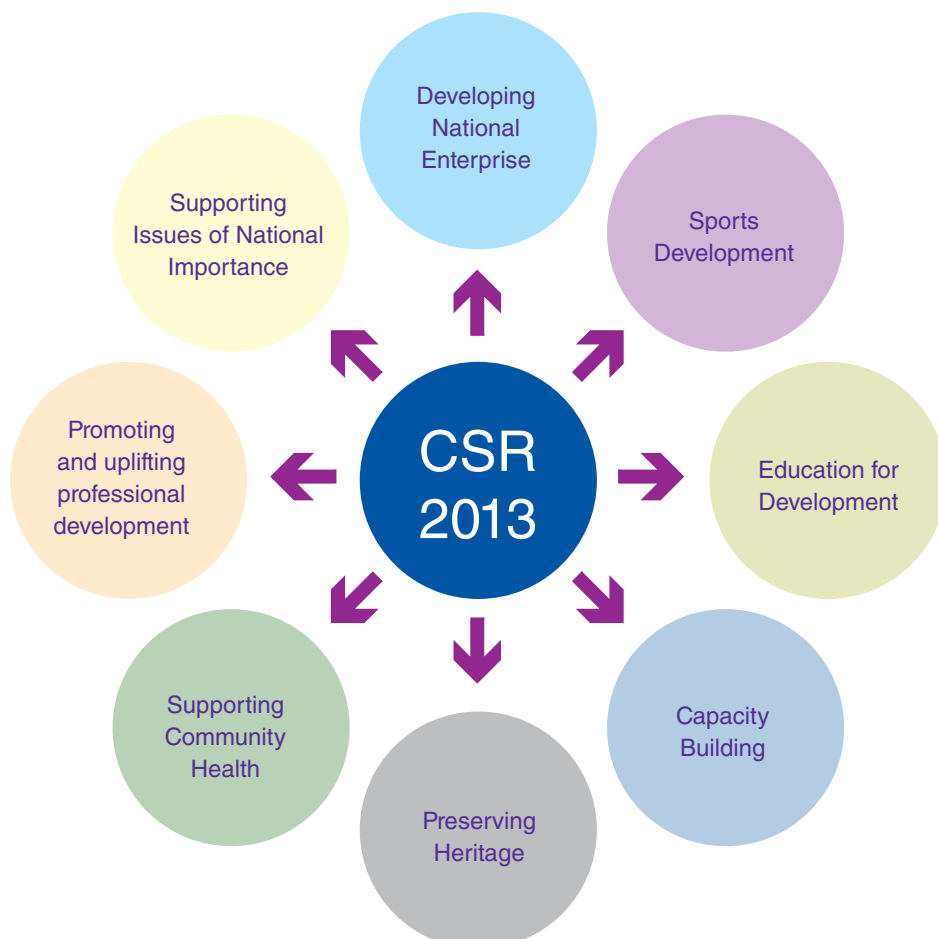 Developing
National
Enterprise
Supporting
Issues of National
Importance
Sports
Development
Promoting
and uplifting
professional
development
CSR
2013
Education for
Development
Supporting
Community
Health
Capacity
Building
Preserving
Heritage